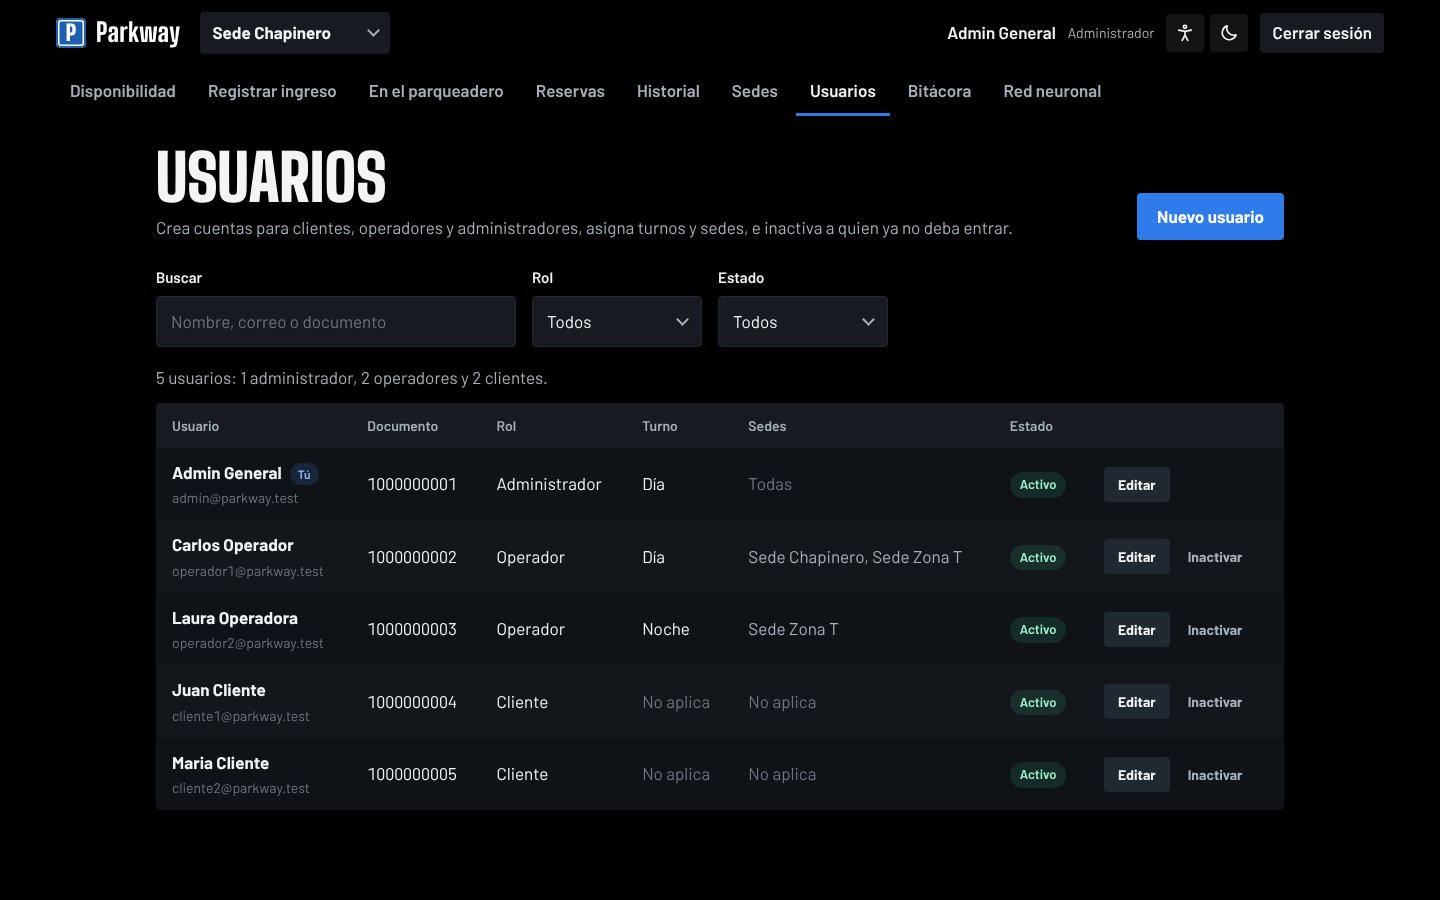 P Parkway Sede Chapinero Admin General Administrador Cerrar sesión
Disponibilidad Registrar ingreso En el parqueadero Reservas Historial Sedes Usuarios Bitácora Red neuronal
USUARIOS
Crea cuentas para clientes, operadores y administradores, asigna turnos y sedes, e inactiva a quien ya no deba entrar.
Nuevo usuario
Buscar Rol Estado
Nombre, correo o documento Todos Todos
5 usuarios: 1 administrador, 2 operadores y 2 clientes.
Usuario Documento Rol Turno Sedes Estado
Admin General Tú
admin@parkway.test
1000000001 Administrador Día Todas Activo Editar
Carlos Operador
operador1@parkway.test
1000000002 Operador Día Sede Chapinero, Sede Zona T Activo Editar Inactivar
Laura Operadora
operador2@parkway.test
1000000003 Operador Noche Sede Zona T Activo Editar Inactivar
Juan Cliente
cliente1@parkway.test
1000000004 Cliente No aplica No aplica Activo Editar Inactivar
Maria Cliente
cliente2@parkway.test
1000000005 Cliente No aplica No aplica Activo Editar Inactivar